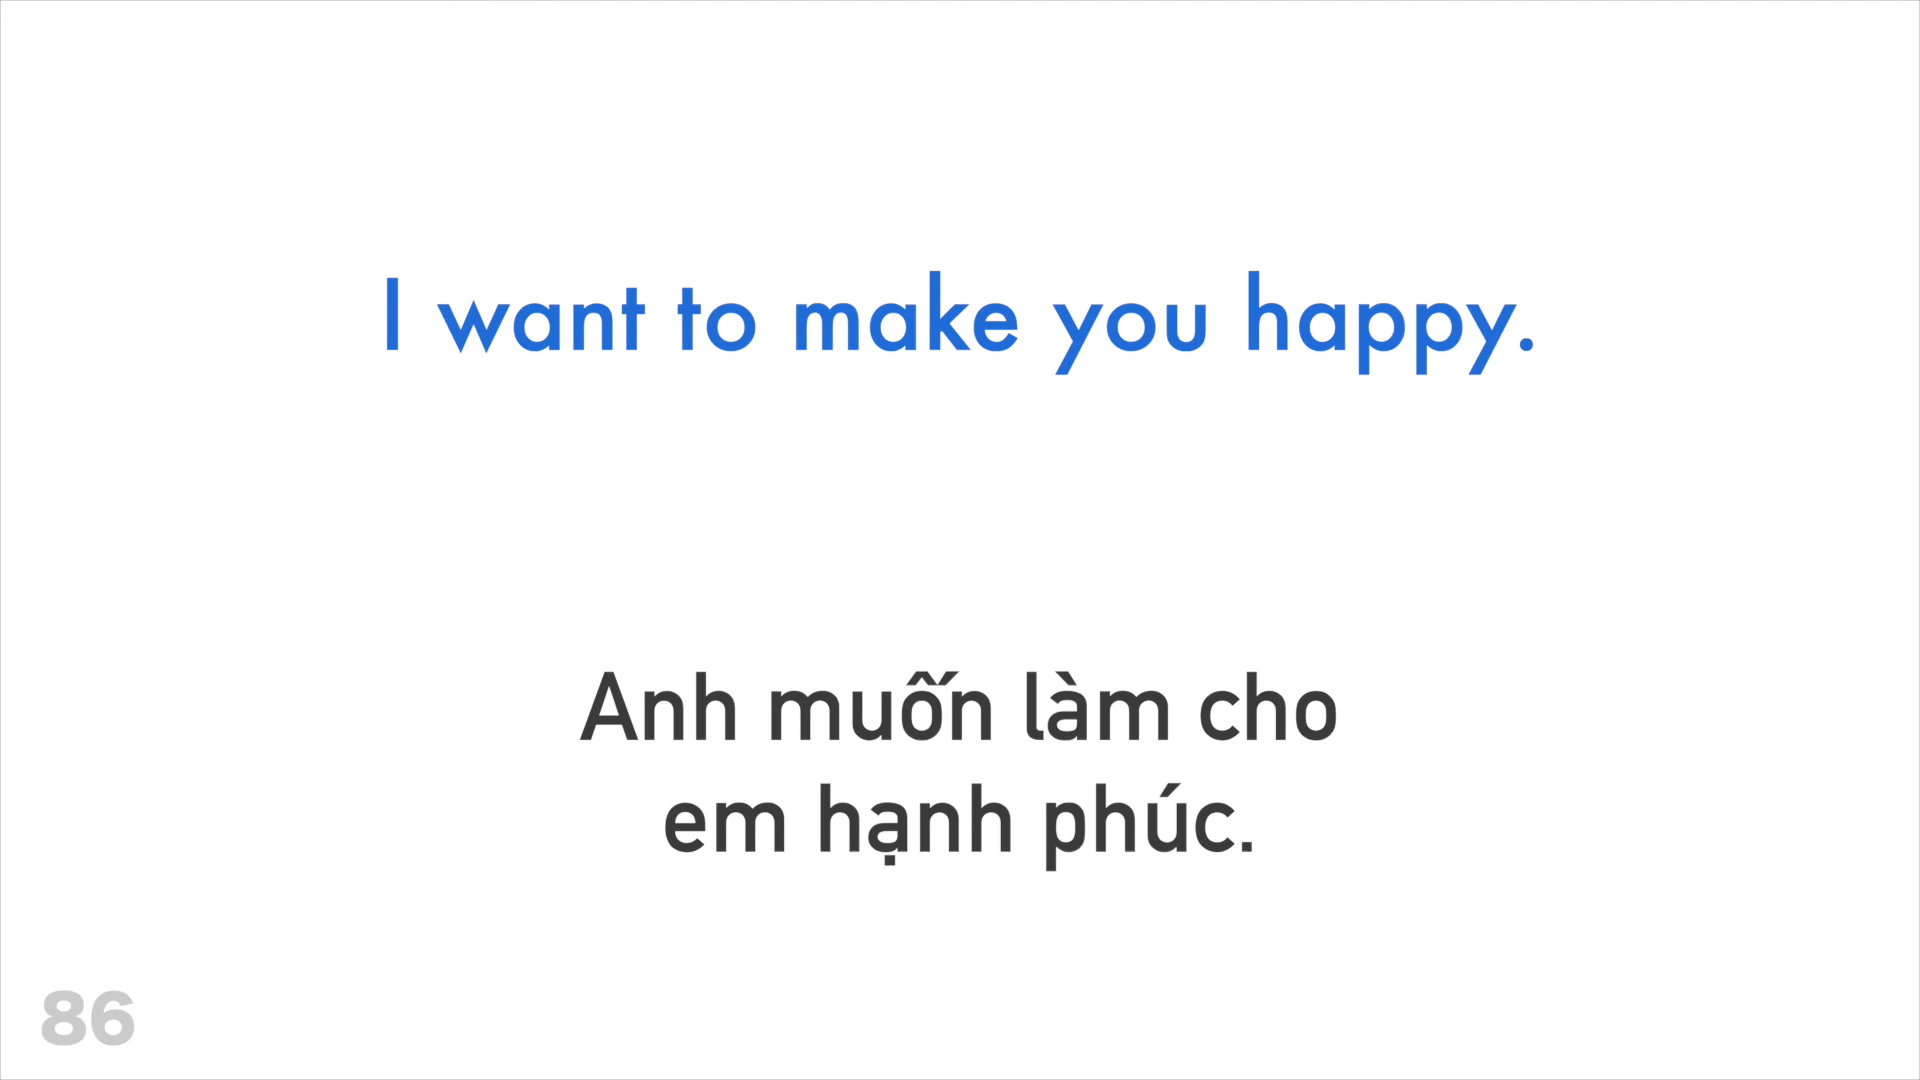 I want to make you happy.
Anh muốn làm cho
em hạnh phúc.
86